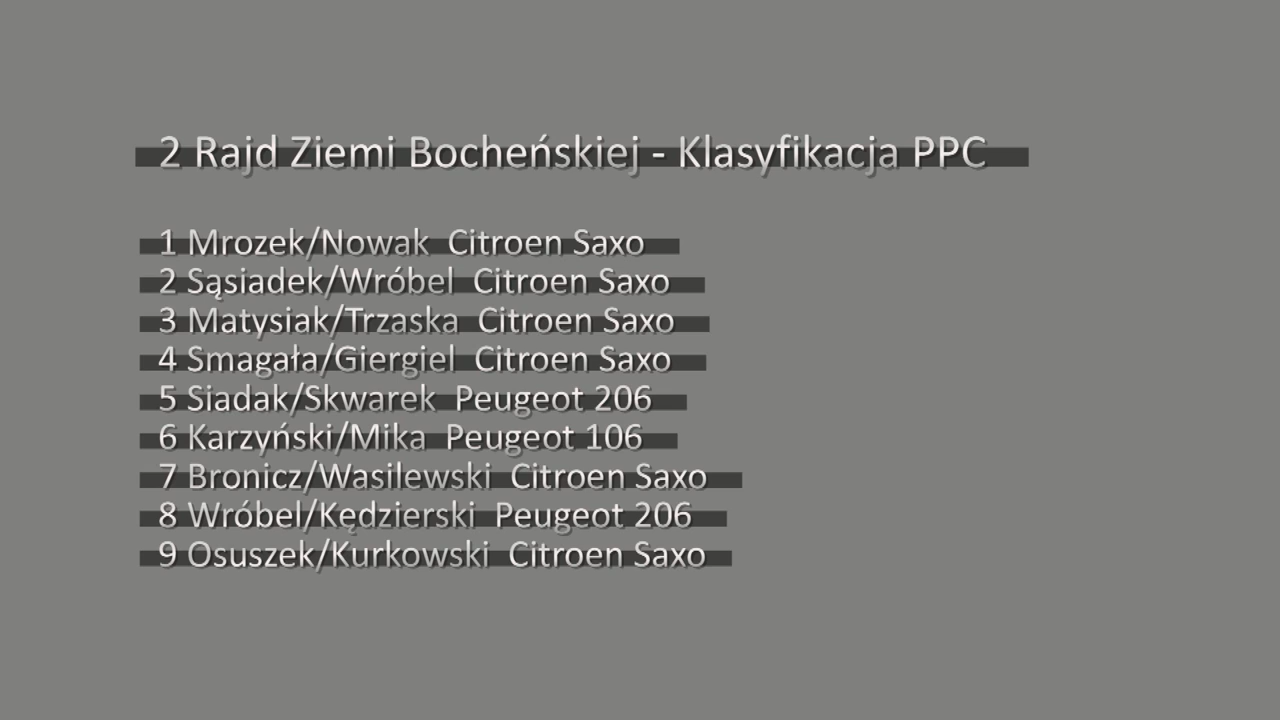 2 Rajd Ziemi Bocheńskiej - Klasyfikacja PPC
1 Mrozek/Nowak Citroen Saxo
2 Sąsiadek/Wróbel Citroen Saxo
3 Matysiak/Trzaska Citroen Saxo
4 Smagała/Giergiel Citroen Saxo
5 Siadak/Skwarek Peugeot 206
6 Karzyński/Mika Peugeot 106
7 Bronicz/Wasilewski Citroen Saxo
8 Wróbel/Kędzierski Peugeot 206
9 Osuszek/Kurkowski Citroen Saxo